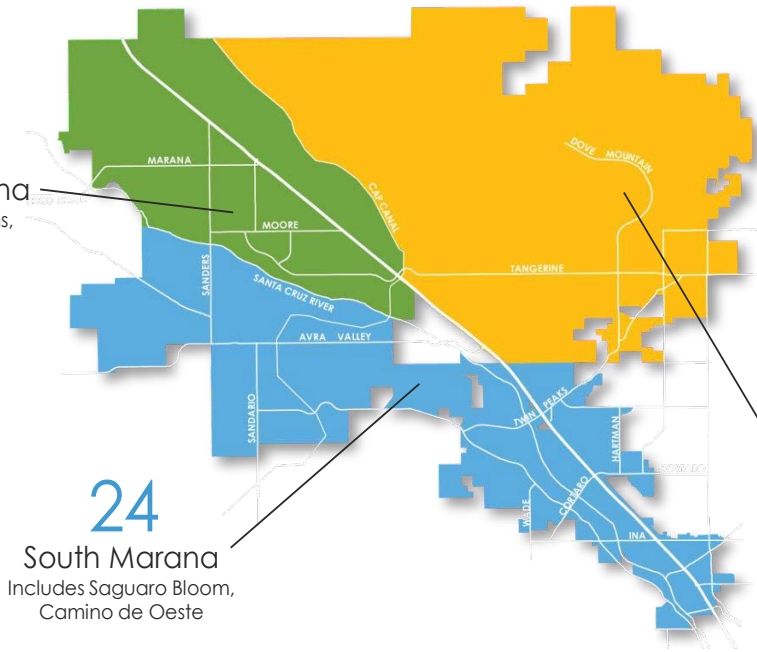 MARANA
DOVE MOUNTAIN
na
s,
CAP CANAL
MOORE
SANDERS
SANTA CRUZ RIVER
TANGERINE
AVRA VALLEY
SANDARIO
TWIN PEAKS
HARTMAN
CORTARO
WADE
CORTARO
INA
24
South Marana
Includes Saguaro Bloom,
Camino de Oeste